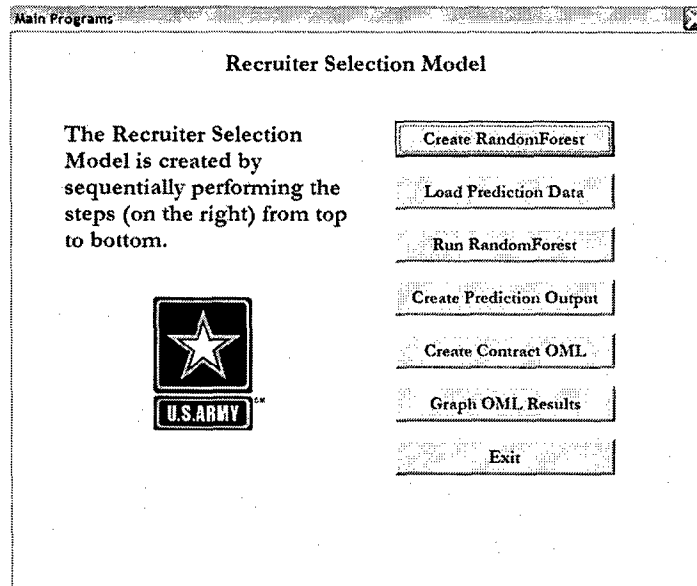 Main Programs
Recruiter Selection Model
The Recruiter Selection
Model is created by
sequentially performing the
steps (on the right) from top
to bottom.
Create RandomForest
Load Prediction Data
Run RandomForest
Create Prediction Output
Create Contract OML
Graph OML Results
Exit
U.S.ARMY
SM